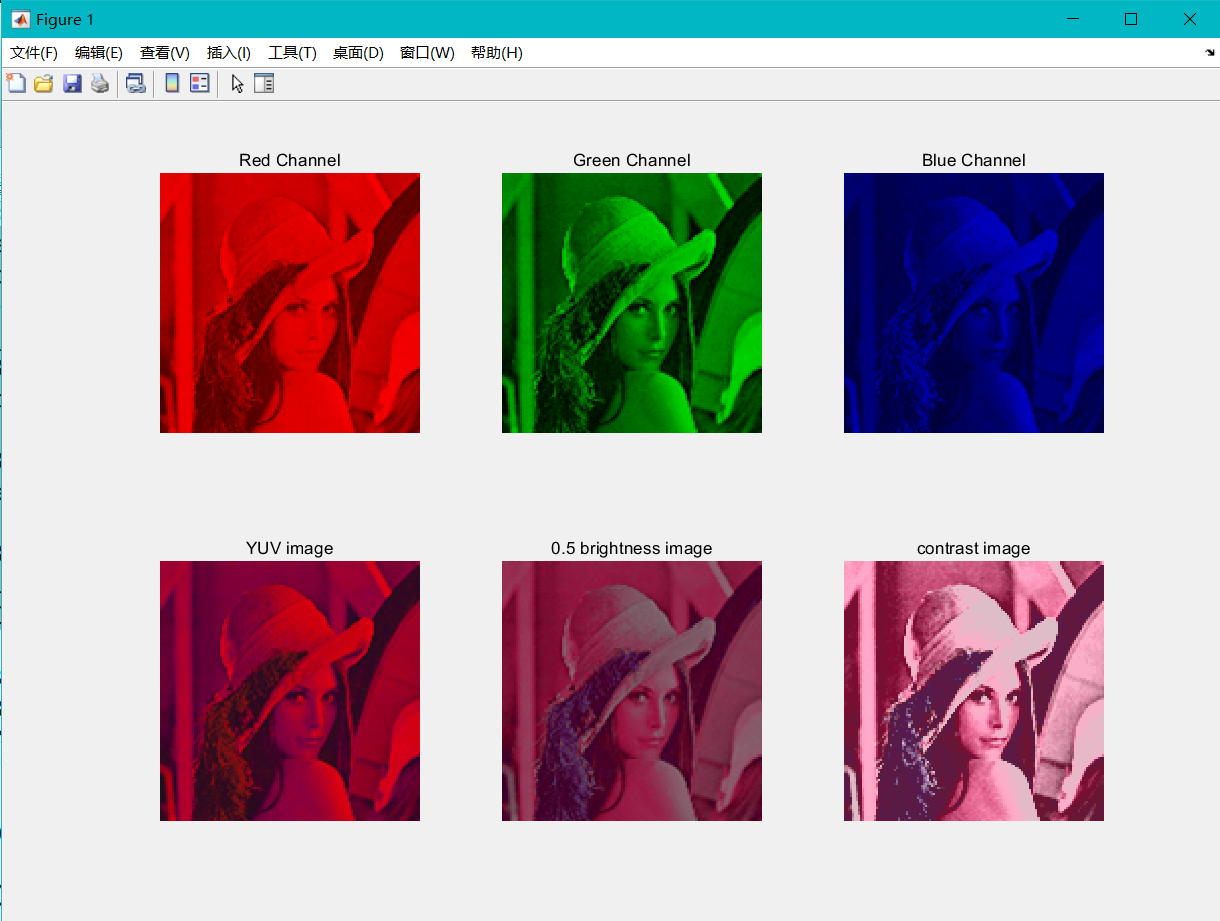 Figure 1
文件(F) 编辑(E) 查看(V) 插入(I) 工具(T) 桌面(D) 窗口(W) 帮助(H)
Red Channel Green Channel Blue Channel
YUV image 0.5 brightness image contrast image